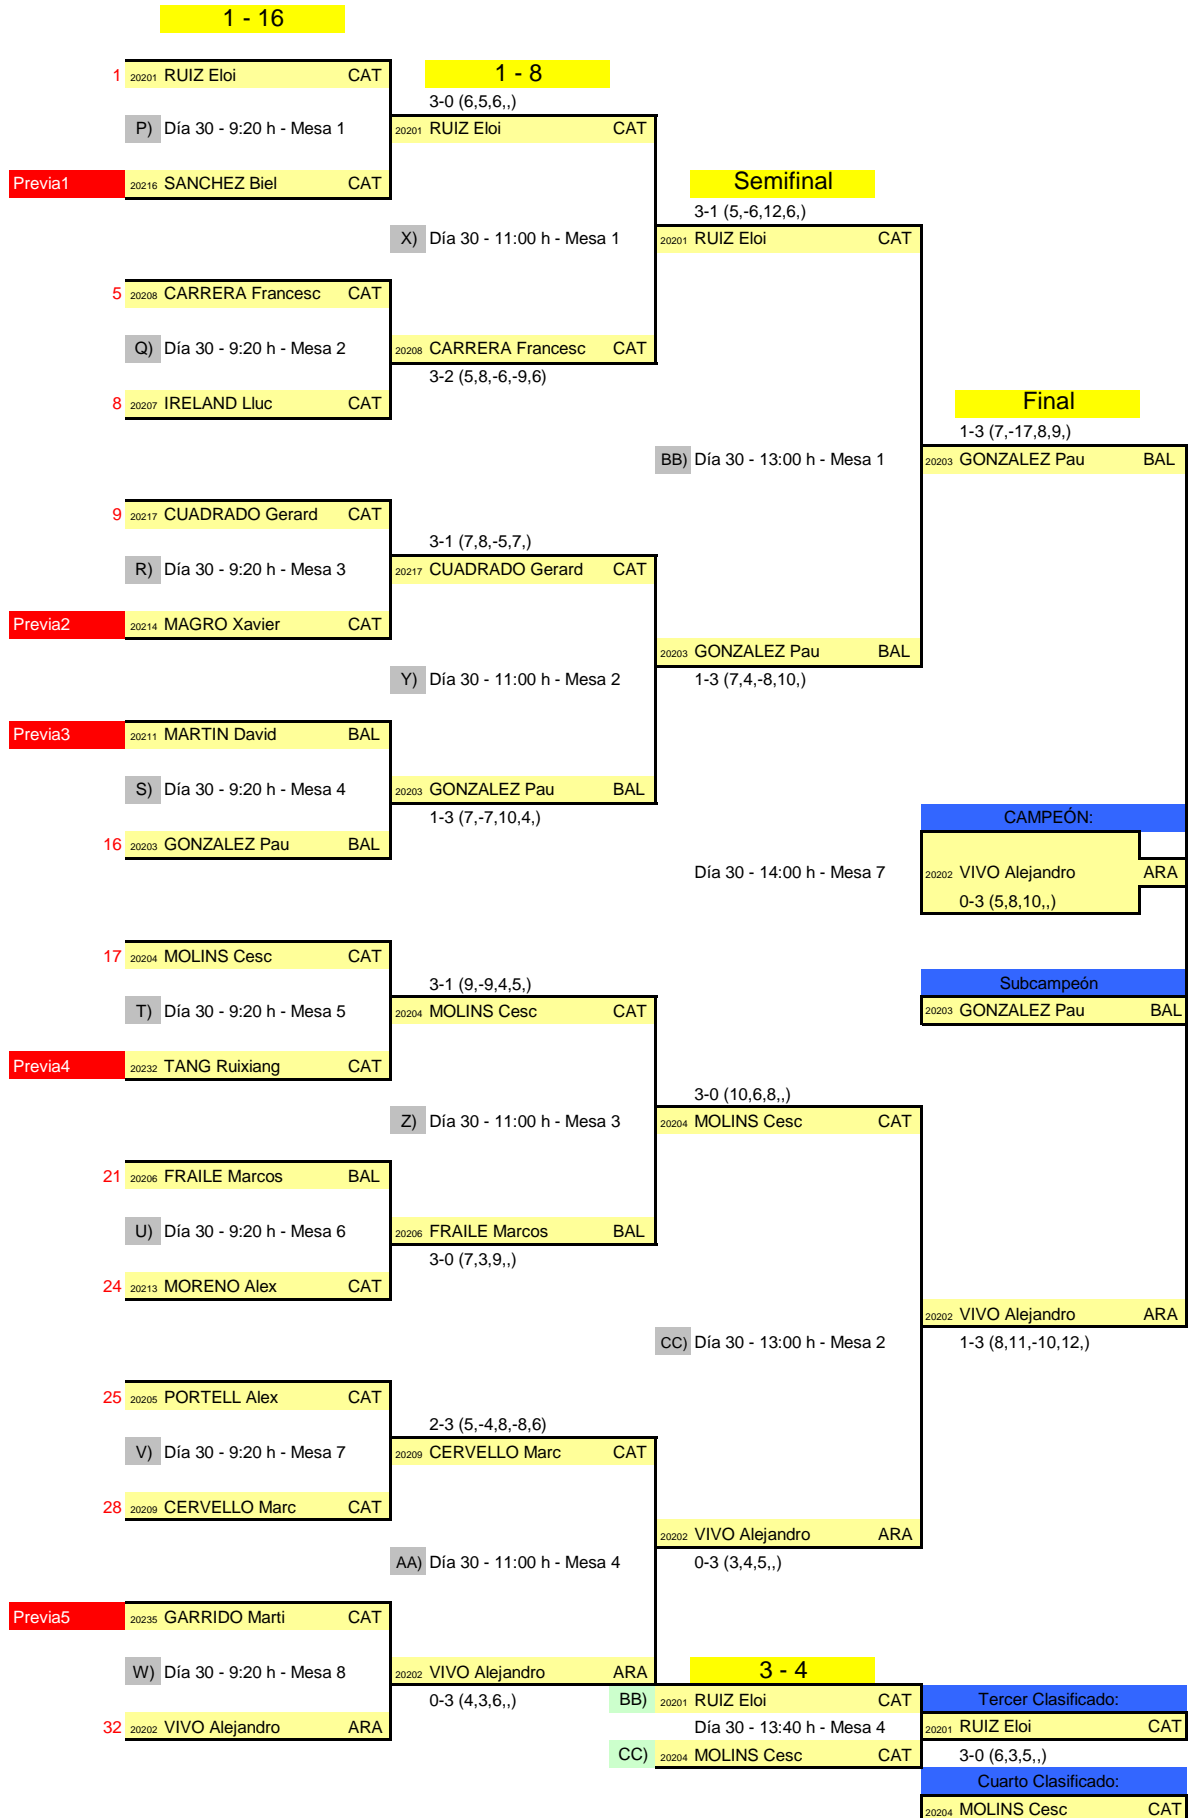 1 - 16
1 20201 RUIZ Eloi CAT
1 - 8
3-0 (6,5,6,,)
P) Día 30 - 9:20 h - Mesa 1
20201 RUIZ Eloi CAT
Previa1 20216 SANCHEZ Biel CAT
Semifinal
3-1 (5,-6,12,6,)
X) Día 30 - 11:00 h - Mesa 1
20201 RUIZ Eloi CAT
5 20208 CARRERA Francesc CAT
Q) Día 30 - 9:20 h - Mesa 2
20208 CARRERA Francesc CAT
3-2 (5,8,-6,-9,6)
8 20207 IRELAND Lluc CAT
Final
1-3 (7,-17,8,9,)
BB) Día 30 - 13:00 h - Mesa 1
20203 GONZALEZ Pau BAL
9 20217 CUADRADO Gerard CAT
3-1 (7,8,-5,7,)
R) Día 30 - 9:20 h - Mesa 3
20217 CUADRADO Gerard CAT
Previa2 20214 MAGRO Xavier CAT
20203 GONZALEZ Pau BAL
Y) Día 30 - 11:00 h - Mesa 2
1-3 (7,4,-8,10,)
Previa3 20211 MARTIN David BAL
S) Día 30 - 9:20 h - Mesa 4
20203 GONZALEZ Pau BAL
1-3 (7,-7,10,4,)
CAMPEÓN:
16 20203 GONZALEZ Pau BAL
Día 30 - 14:00 h - Mesa 7
20202 VIVO Alejandro ARA
0-3 (5,8,10,,)
17 20204 MOLINS Cesc CAT
3-1 (9,-9,4,5,)
Subcampeón
T) Día 30 - 9:20 h - Mesa 5
20204 MOLINS Cesc CAT
20203 GONZALEZ Pau BAL
Previa4 20232 TANG Ruixiang CAT
3-0 (10,6,8,,)
Z) Día 30 - 11:00 h - Mesa 3
20204 MOLINS Cesc CAT
21 20206 FRAILE Marcos BAL
U) Día 30 - 9:20 h - Mesa 6
20206 FRAILE Marcos BAL
3-0 (7,3,9,,)
24 20213 MORENO Alex CAT
20202 VIVO Alejandro ARA
CC) Día 30 - 13:00 h - Mesa 2
1-3 (8,11,-10,12,)
25 20205 PORTELL Alex CAT
2-3 (5,-4,8,-8,6)
V) Día 30 - 9:20 h - Mesa 7
20209 CERVELLO Marc CAT
28 20209 CERVELLO Marc CAT
20202 VIVO Alejandro ARA
AA) Día 30 - 11:00 h - Mesa 4
0-3 (3,4,5,,)
Previa5 20235 GARRIDO Marti CAT
W) Día 30 - 9:20 h - Mesa 8
20202 VIVO Alejandro ARA
3 - 4
0-3 (4,3,6,,)
BB) 20201 RUIZ Eloi CAT
Tercer Clasificado:
32 20202 VIVO Alejandro ARA
Día 30 - 13:40 h - Mesa 4
20201 RUIZ Eloi CAT
CC) 20204 MOLINS Cesc CAT
3-0 (6,3,5,,)
Cuarto Clasificado:
20204 MOLINS Cesc CAT